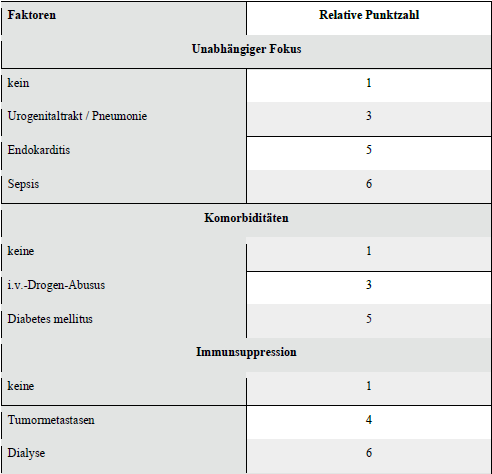 Faktoren Relative Punktzahl
Unabhängiger Fokus
kein 1
Urogenitaltrakt / Pneumonie 3
Endokarditis 5
Sepsis 6
Komorbiditäten
keine 1
i.v.-Drogen-Abusus 3
Diabetes mellitus 5
Immunsuppression
keine 1
Tumormetastasen 4
Dialyse 6